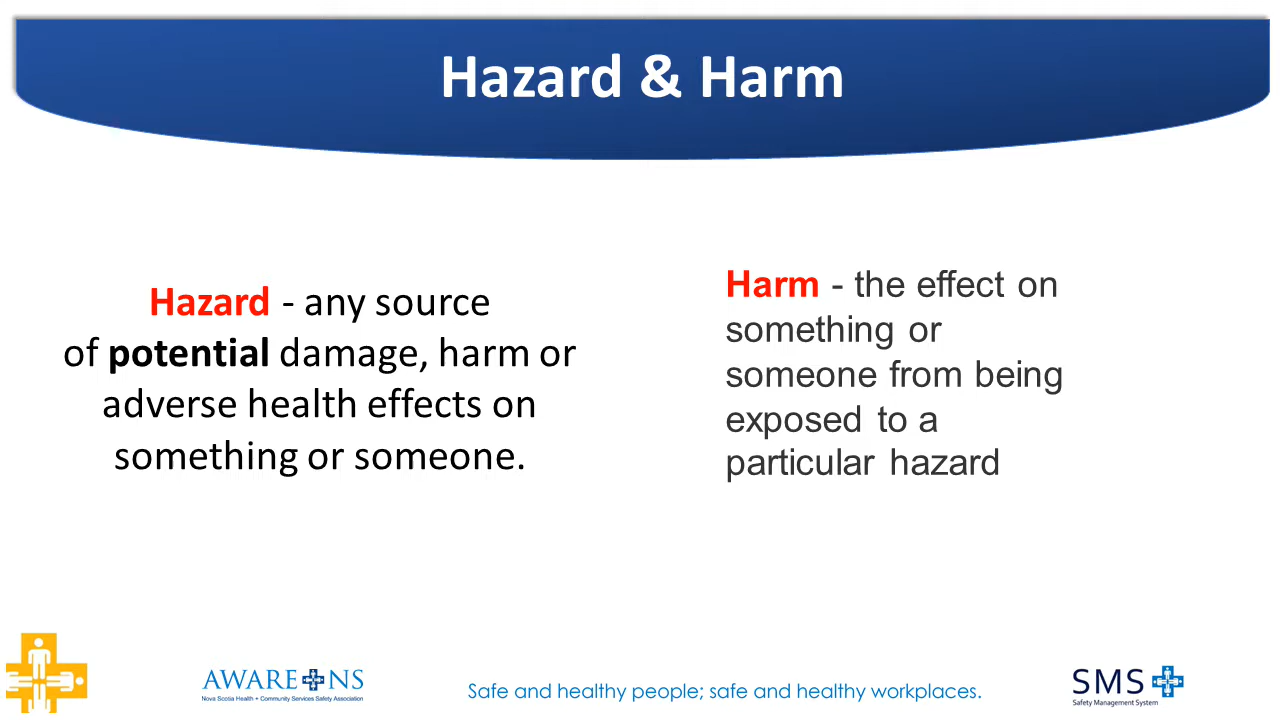 Hazard & Harm
Hazard - any source
of potential damage, harm or
adverse health effects on
something or someone.
Harm - the effect on
something or
someone from being
exposed to a
particular hazard
AWARE NS
Nova Scotia Health + Community Services Safety Association
Safe and healthy people; safe and healthy workplaces.
SMS
Safety Management System